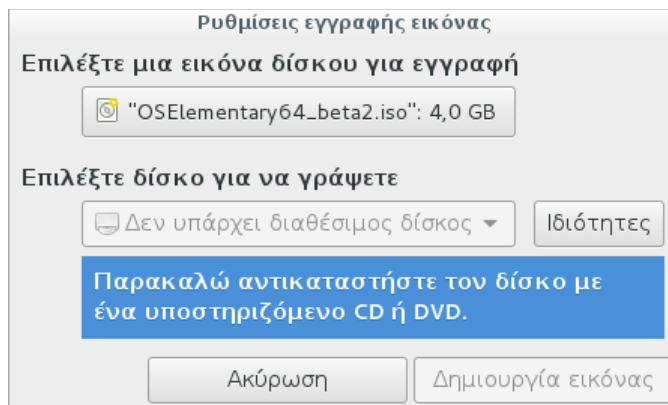 Ρυθμίσεις εγγραφής εικόνας
Επιλέξτε μια εικόνα δίσκου για εγγραφή
"OSElementary64_beta2.iso": 4,0 GB
Επιλέξτε δίσκο για να γράψετε
Δεν υπάρχει διαθέσιμος δίσκος Ιδιότητες
Παρακαλώ αντικαταστήστε τον δίσκο με
ένα υποστηριζόμενο CD ή DVD.
Ακύρωση Δημιουργία εικόνας